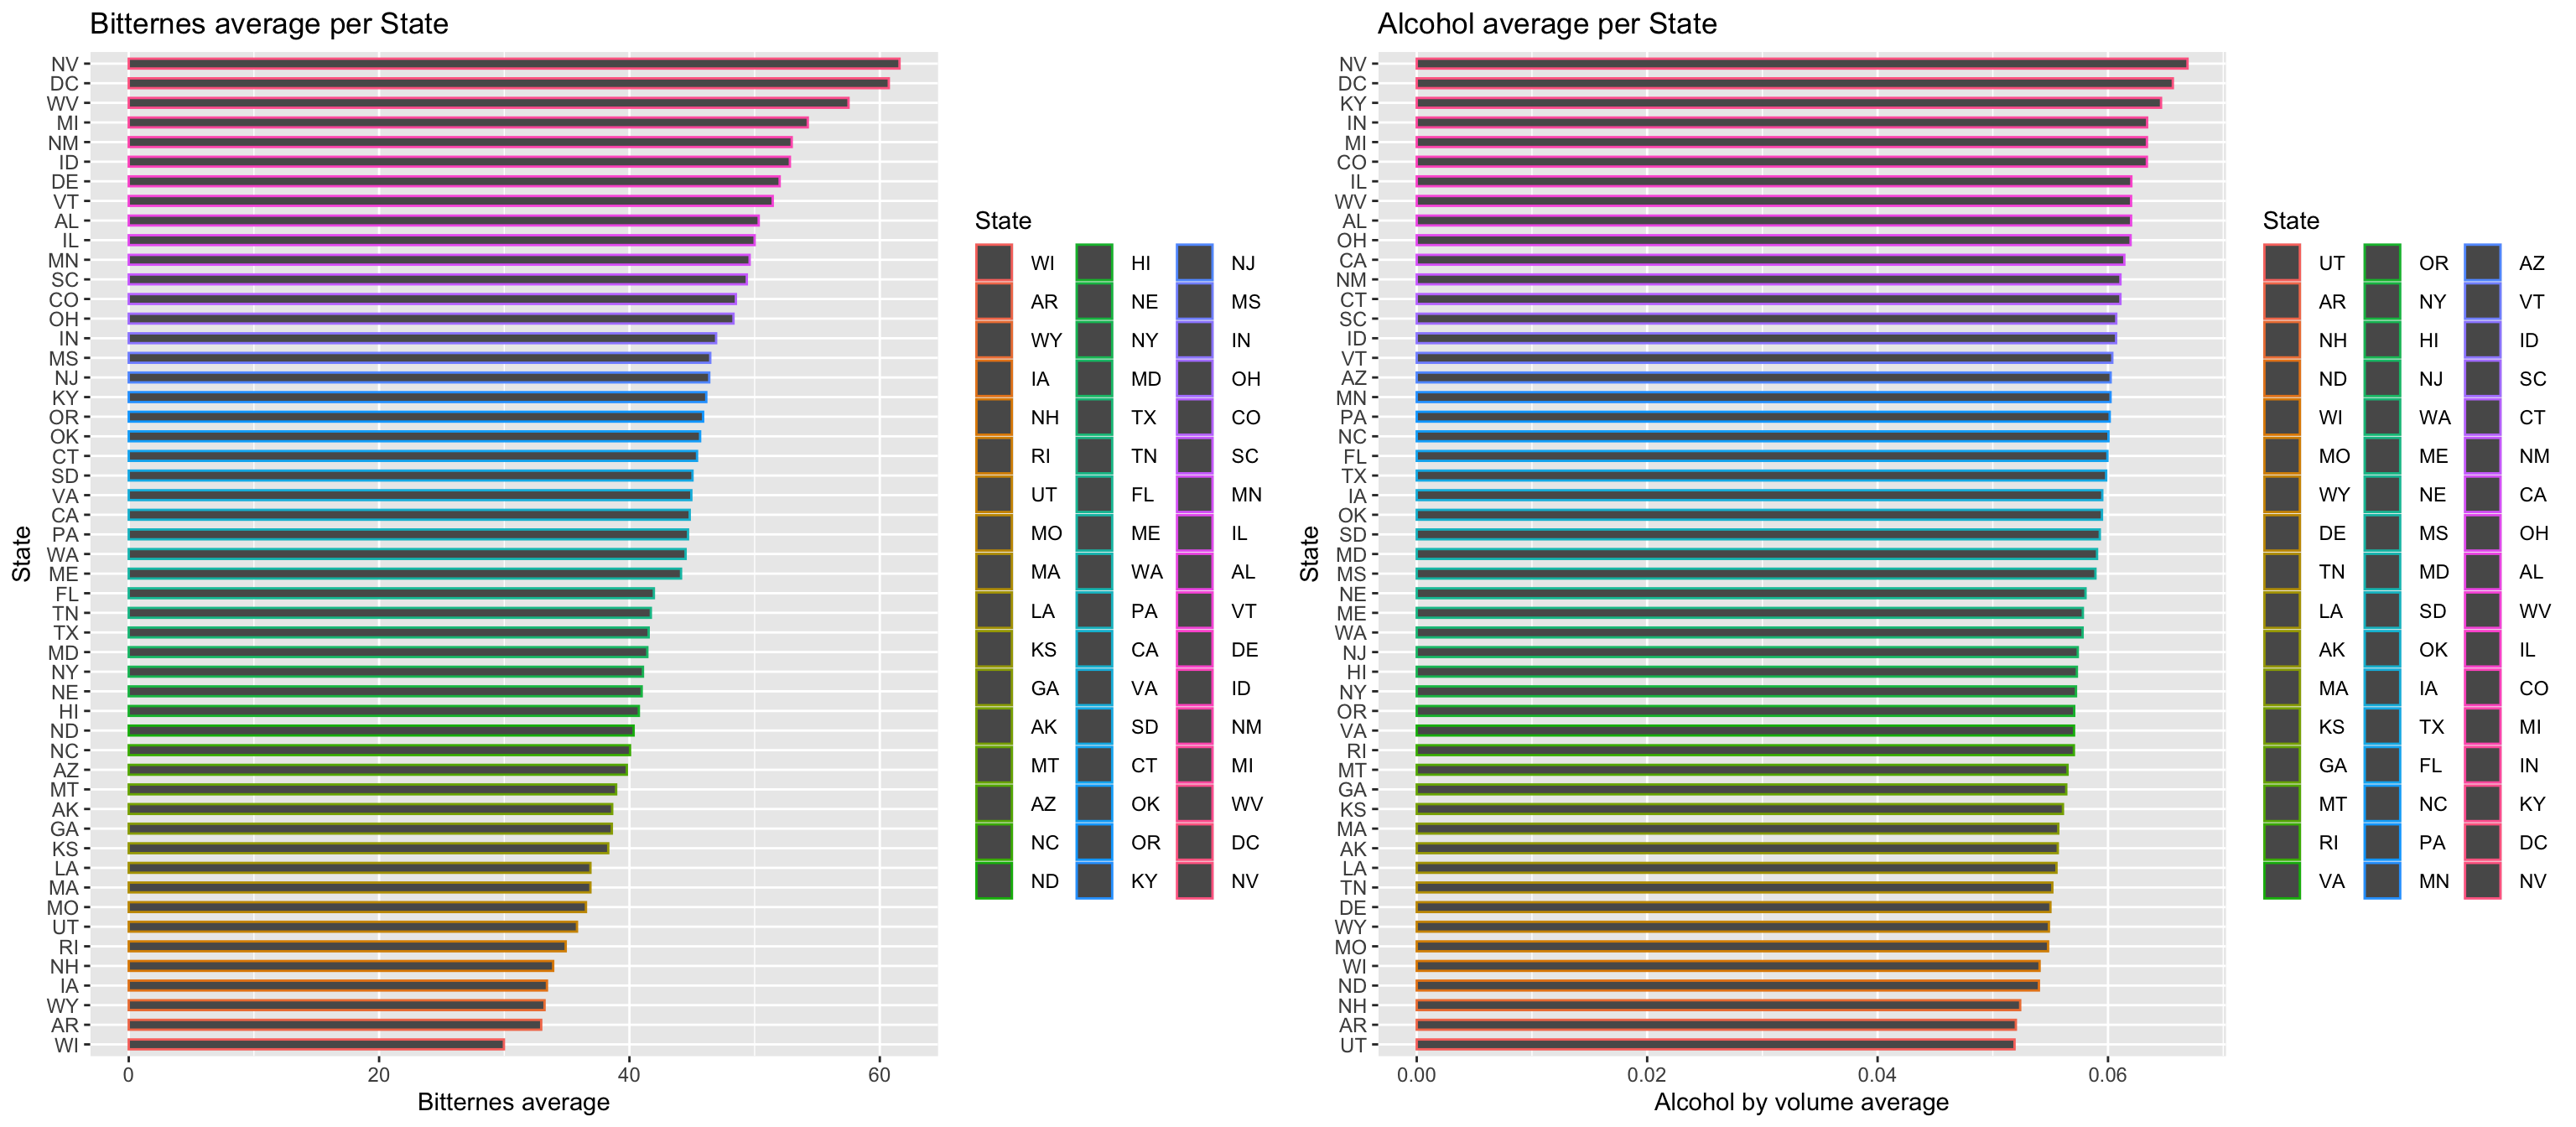 Bitternes average per State
NV
DC
WV
MI
NM
ID
DE
VT
AL
IL
MN
SC
CO
OH
IN
MS
NJ
KY
OR
OK
CT
SD
VA
CA
PA
WA
ME
FL
TN
TX
MD
NY
NE
HI
ND
NC
AZ
MT
AK
GA
KS
LA
MA
MO
UT
RI
NH
IA
WY
AR
WI
State
0 20 40 60
Bitternes average
State
WI HI NJ
AR NE MS
WY NY IN
IA MD OH
NH TX CO
RI TN SC
UT FL MN
MO ME IL
MA WA AL
LA PA VT
KS CA DE
GA VA ID
AK SD NM
MT CT MI
AZ OK WV
NC OR DC
ND KY NV
Alcohol average per State
NV
DC
KY
IN
MI
CO
IL
WV
AL
OH
CA
NM
CT
SC
ID
VT
AZ
MN
PA
NC
FL
TX
IA
OK
SD
MD
MS
NE
ME
WA
NJ
HI
NY
OR
VA
RI
MT
GA
KS
MA
AK
LA
TN
DE
WY
MO
WI
ND
NH
AR
UT
State
0.00 0.02 0.04 0.06
Alcohol by volume average
State
UT OR AZ
AR NY VT
NH HI ID
ND NJ SC
WI WA CT
MO ME NM
WY NE CA
DE MS OH
TN MD AL
LA SD WV
AK OK IL
MA IA CO
KS TX MI
GA FL IN
MT NC KY
RI PA DC
VA MN NV